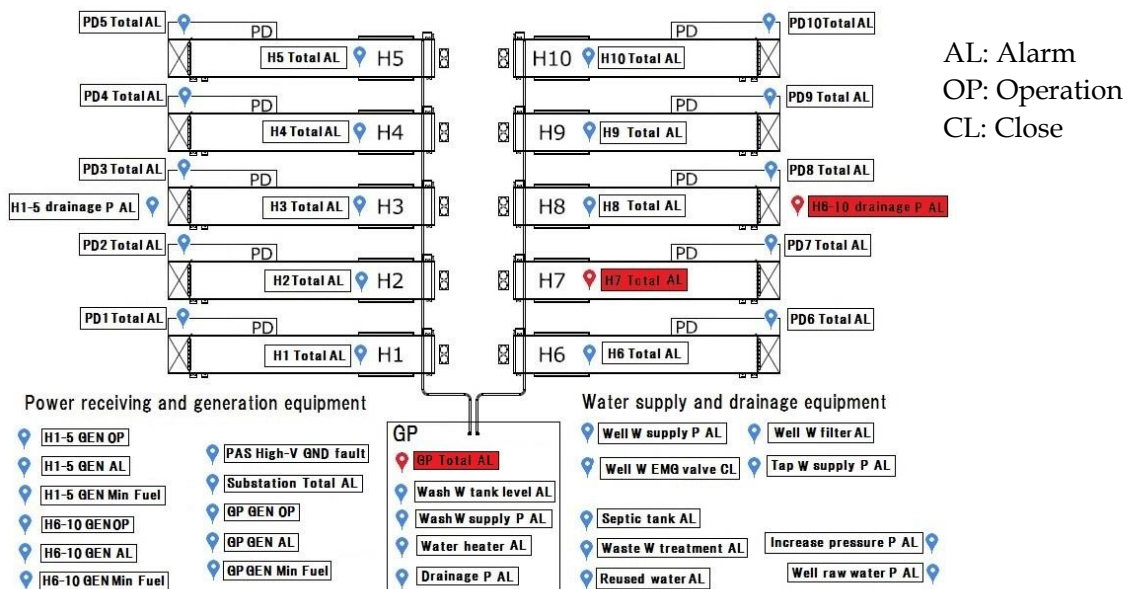 PD5 Total AL
PD
H5 Total AL
H5
PD10Total AL
PD
H10
H10 Total AL
AL: Alarm
OP: Operation
CL: Close
PD4 Total AL
PD
H4 Total AL
H4
PD9 Total AL
PD
H9
H9 Total AL
PD3 Total AL
PD
H1-5 drainage P AL
H3 Total AL
H3
PD8 Total AL
PD
H8
H8 Total AL
H6-10 drainage P AL
PD2 Total AL
PD
H2Total AL
H2
PD7 Total AL
PD
H7
H7 Total AL
PD1 Total AL
PD
H1 Total AL
H1
PD6 Total AL
PD
H6
H6 Total AL
Power receiving and generation equipment
H1-5 GEN OP
H1-5 GEN AL
H1-5 GEN Min Fuel
H6-10 GEN OP
H6-10 GEN AL
H6-10 GEN Min Fuel
PAS High-V GND fault
Substation Total AL
GP GEN OP
GP GEN AL
GP GEN Min Fuel
GP
GP Total AL
Wash W tank level AL
Wash W supply P AL
Water heater AL
Drainage P AL
Water supply and drainage equipment
Well W supply P AL
Well W filter AL
Well W EMG valve CL
Tap W supply P AL
Septic tank AL
Waste W treatment AL
Reused water AL
Increase pressure P AL
Well raw water P AL